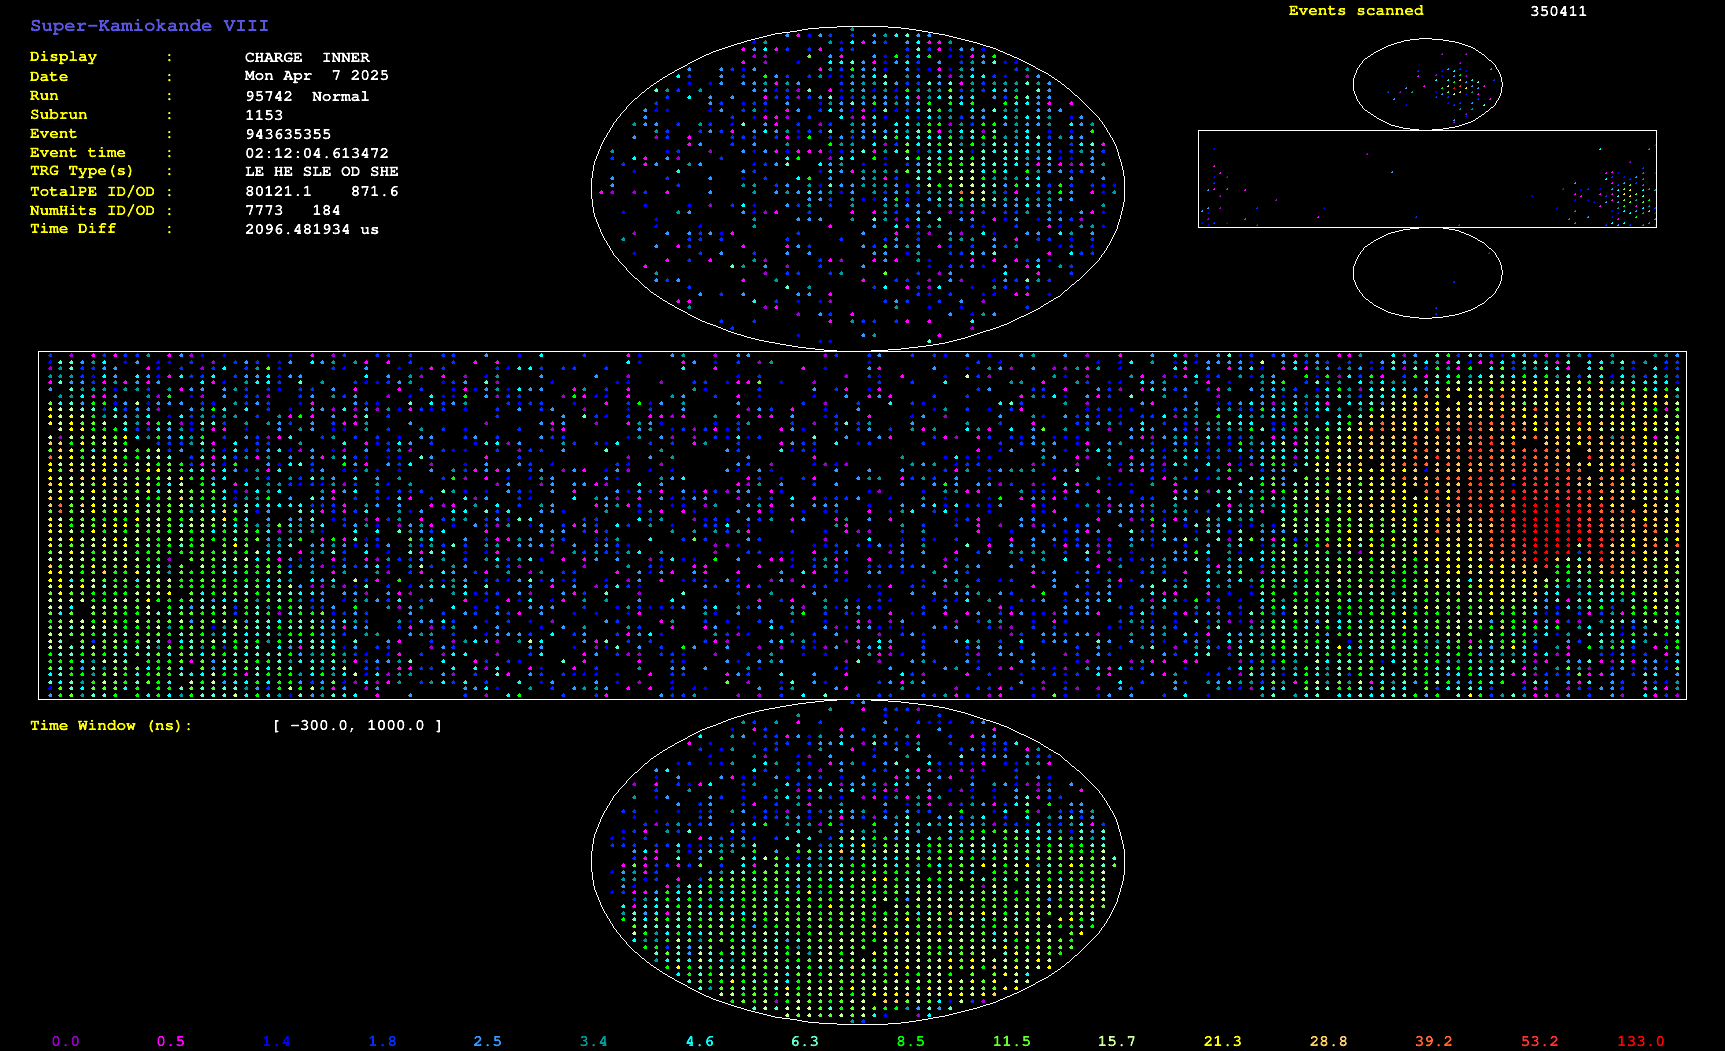 Super-Kamiokande VIII
Events scanned 350411
Display : CHARGE INNER
Date : Mon Apr 7 2025
Run : 95742 Normal
Subrun : 1153
Event : 943635355
Event time : 02:12:04.613472
TRG Type(s) : LE HE SLE OD SHE
TotalPE ID/OD : 80121.1 871.6
NumHits ID/OD : 7773 184
Time Diff : 2096.481934 us
Time Window (ns): [ -300.0, 1000.0 ]
0.0 0.5 1.4 1.8 2.5 3.4 4.6 6.3 8.5 11.5 15.7 21.3 28.8 39.2 53.2 133.0